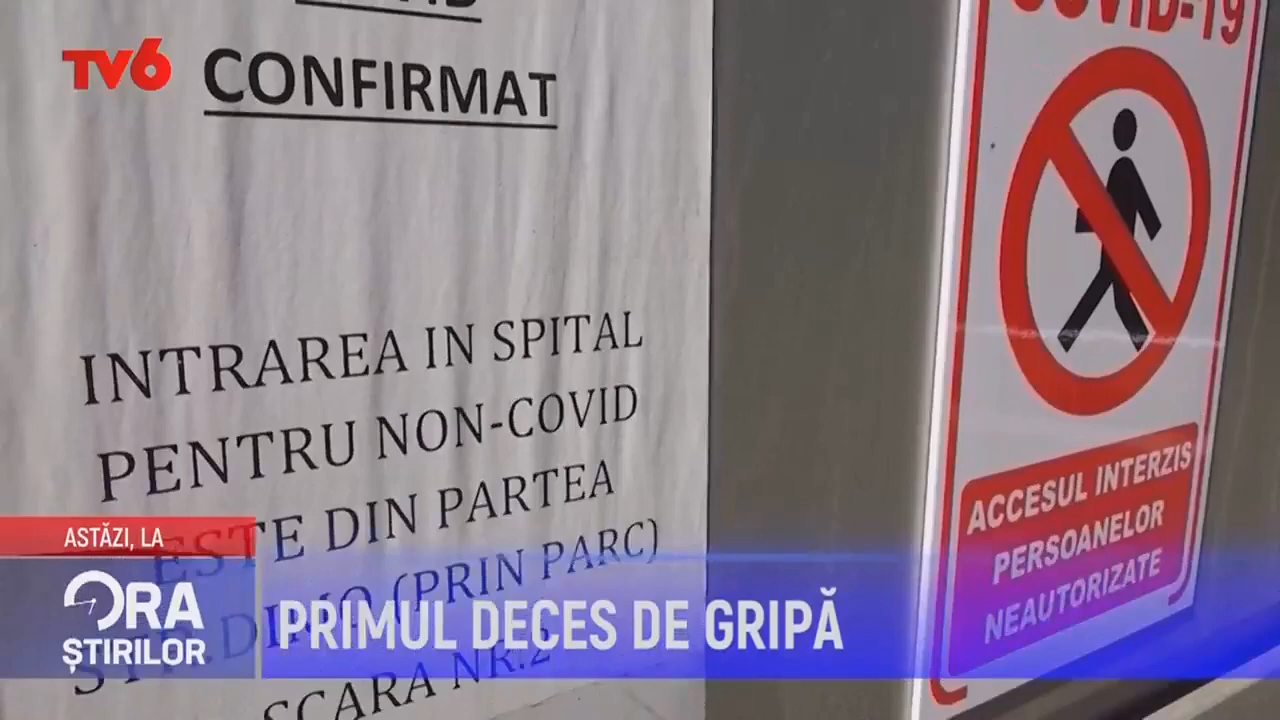 TV6
CONFIRMAT
INTRAREA IN SPITAL
PENTRU NON-COVID
ESTE DIN PARTEA
(PRIN PARC)
SCARA NR.2
COVID-19
ACCESUL INTERZIS
PERSOANELOR
NEAUTORIZATE
ASTĂZI, LA
ORA
ȘTIRILOR
PRIMUL DECES DE GRIPĂ